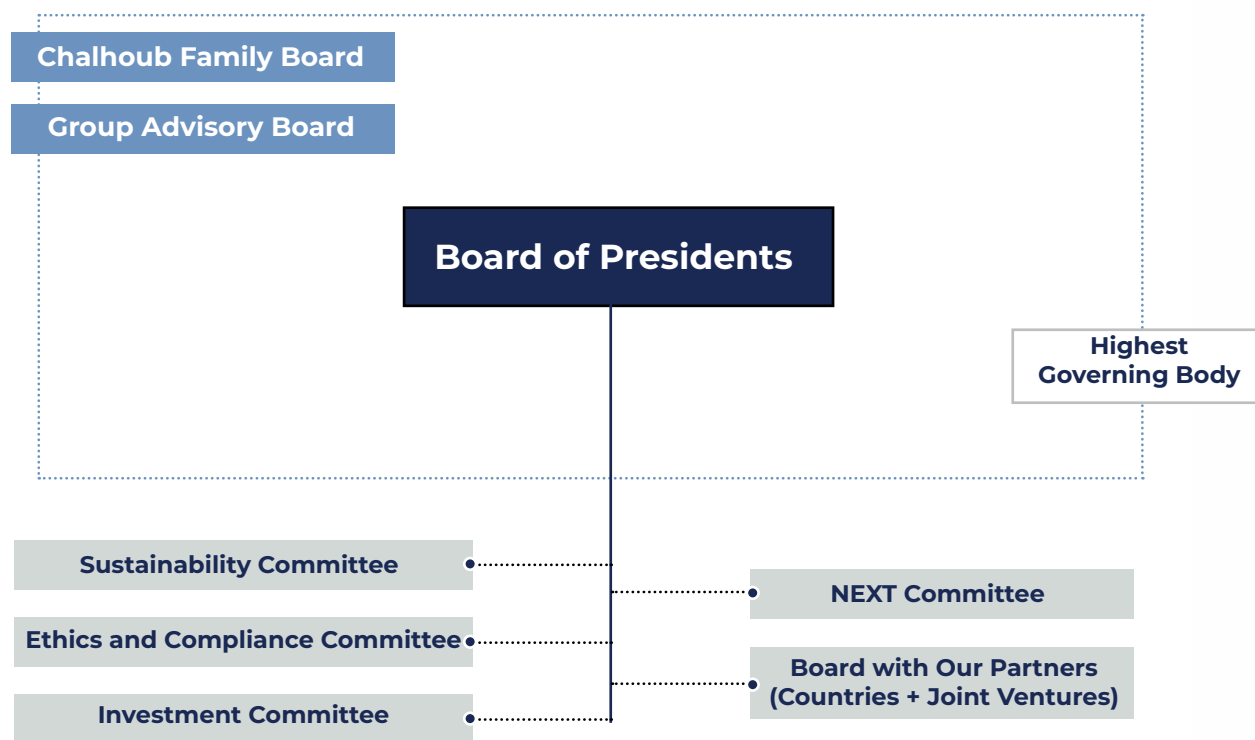 Chalhoub Family Board
Group Advisory Board
Board of Presidents
Highest
Governing Body
Sustainability Committee
NEXT Committee
Ethics and Compliance Committee
Board with Our Partners
(Countries + Joint Ventures)
Investment Committee